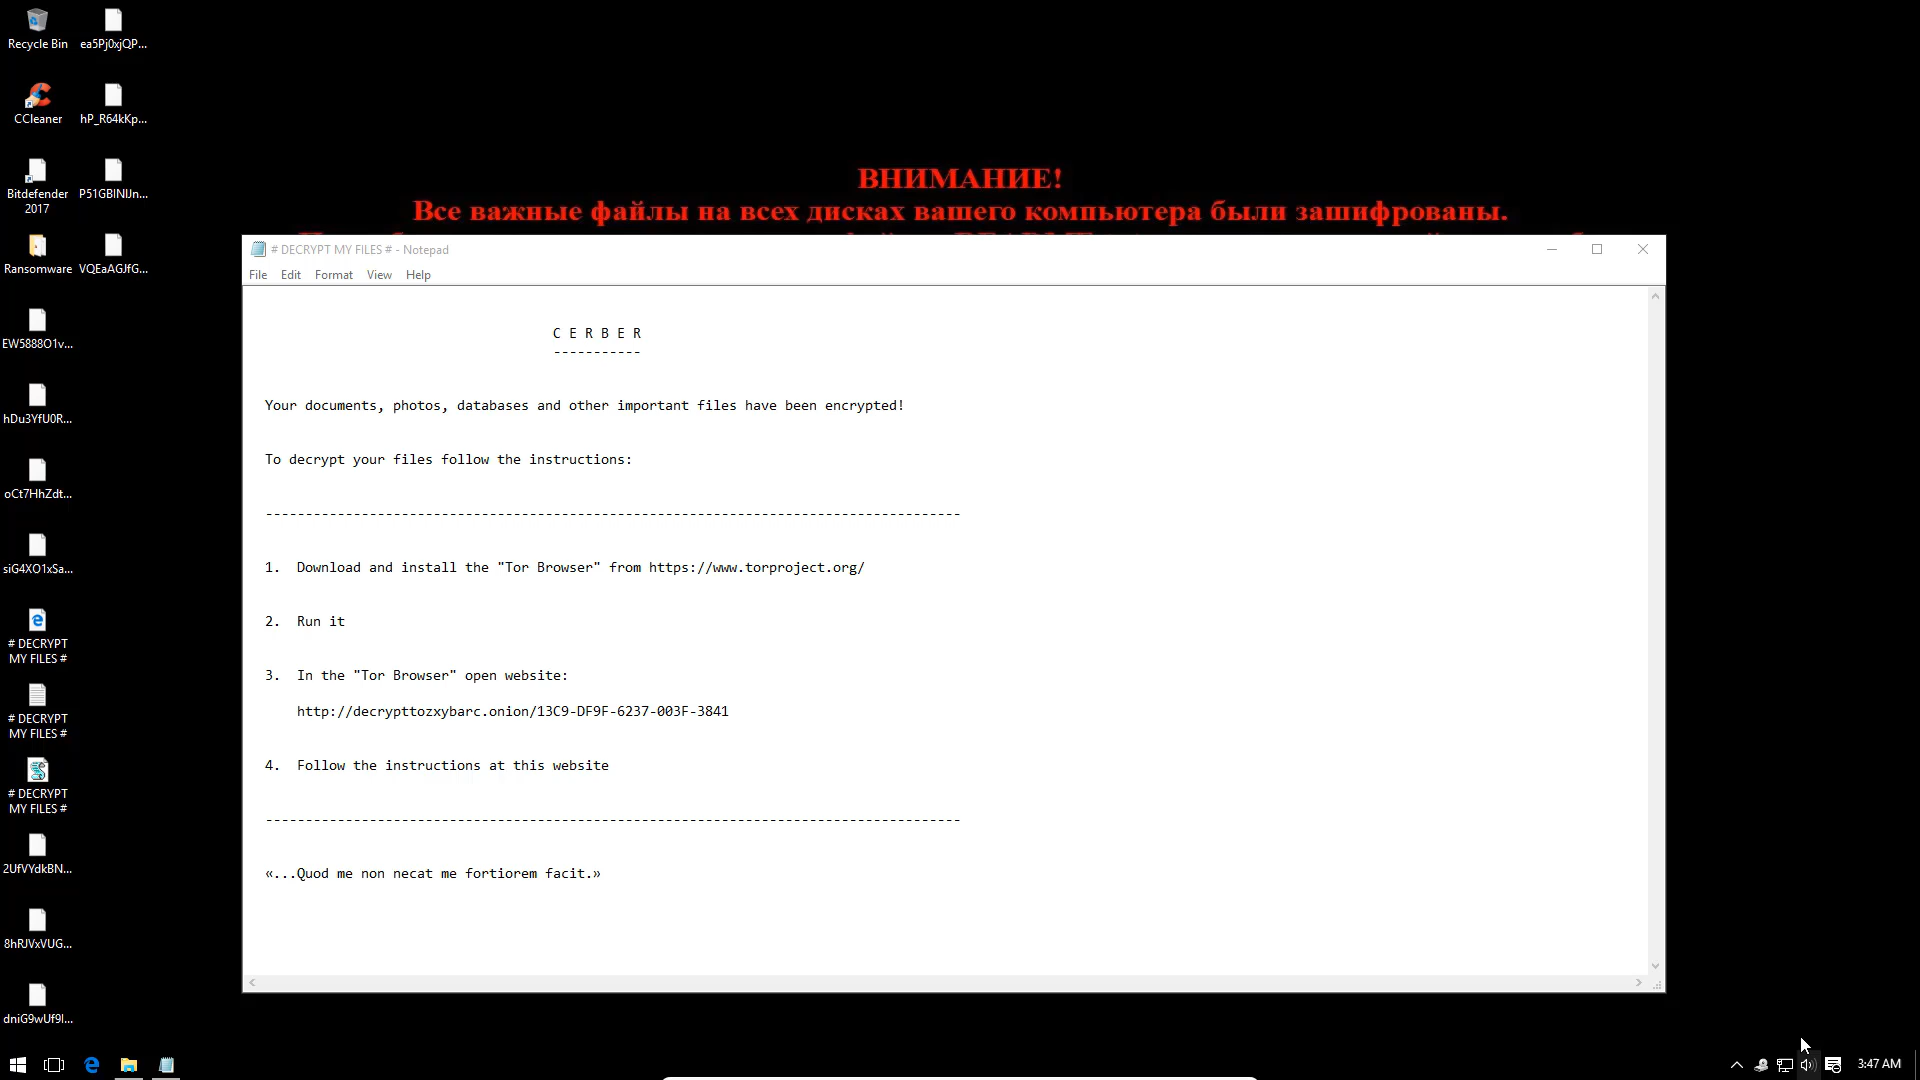 Recycle Bin
ea5Pj0xjQP...
CCleaner
hP_R64kKp...
Bitdefender
2017
P51GBINIJn...
Ransomware
VQEaAGJfG...
EW5888O1v...
hDu3YfU0R...
oCt7HhZdt...
siG4XO1xSa...
# DECRYPT
MY FILES #
# DECRYPT
MY FILES #
# DECRYPT
MY FILES #
2UfVYdkBN...
8hRJVxVUG...
dniG9wUf9I...
ВНИМАНИЕ!
Все важные файлы на всех дисках вашего компьютера были зашифрованы.
# DECRYPT MY FILES # - Notepad
File Edit Format View Help
C E R B E R
-----------
Your documents, photos, databases and other important files have been encrypted!
To decrypt your files follow the instructions:
---------------------------------------------------------------------------------------
1. Download and install the "Tor Browser" from https://www.torproject.org/
2. Run it
3. In the "Tor Browser" open website:
http://decrypttozxybarc.onion/13C9-DF9F-6237-003F-3841
4. Follow the instructions at this website
---------------------------------------------------------------------------------------
«...Quod me non necat me fortiorem facit.»
3:47 AM